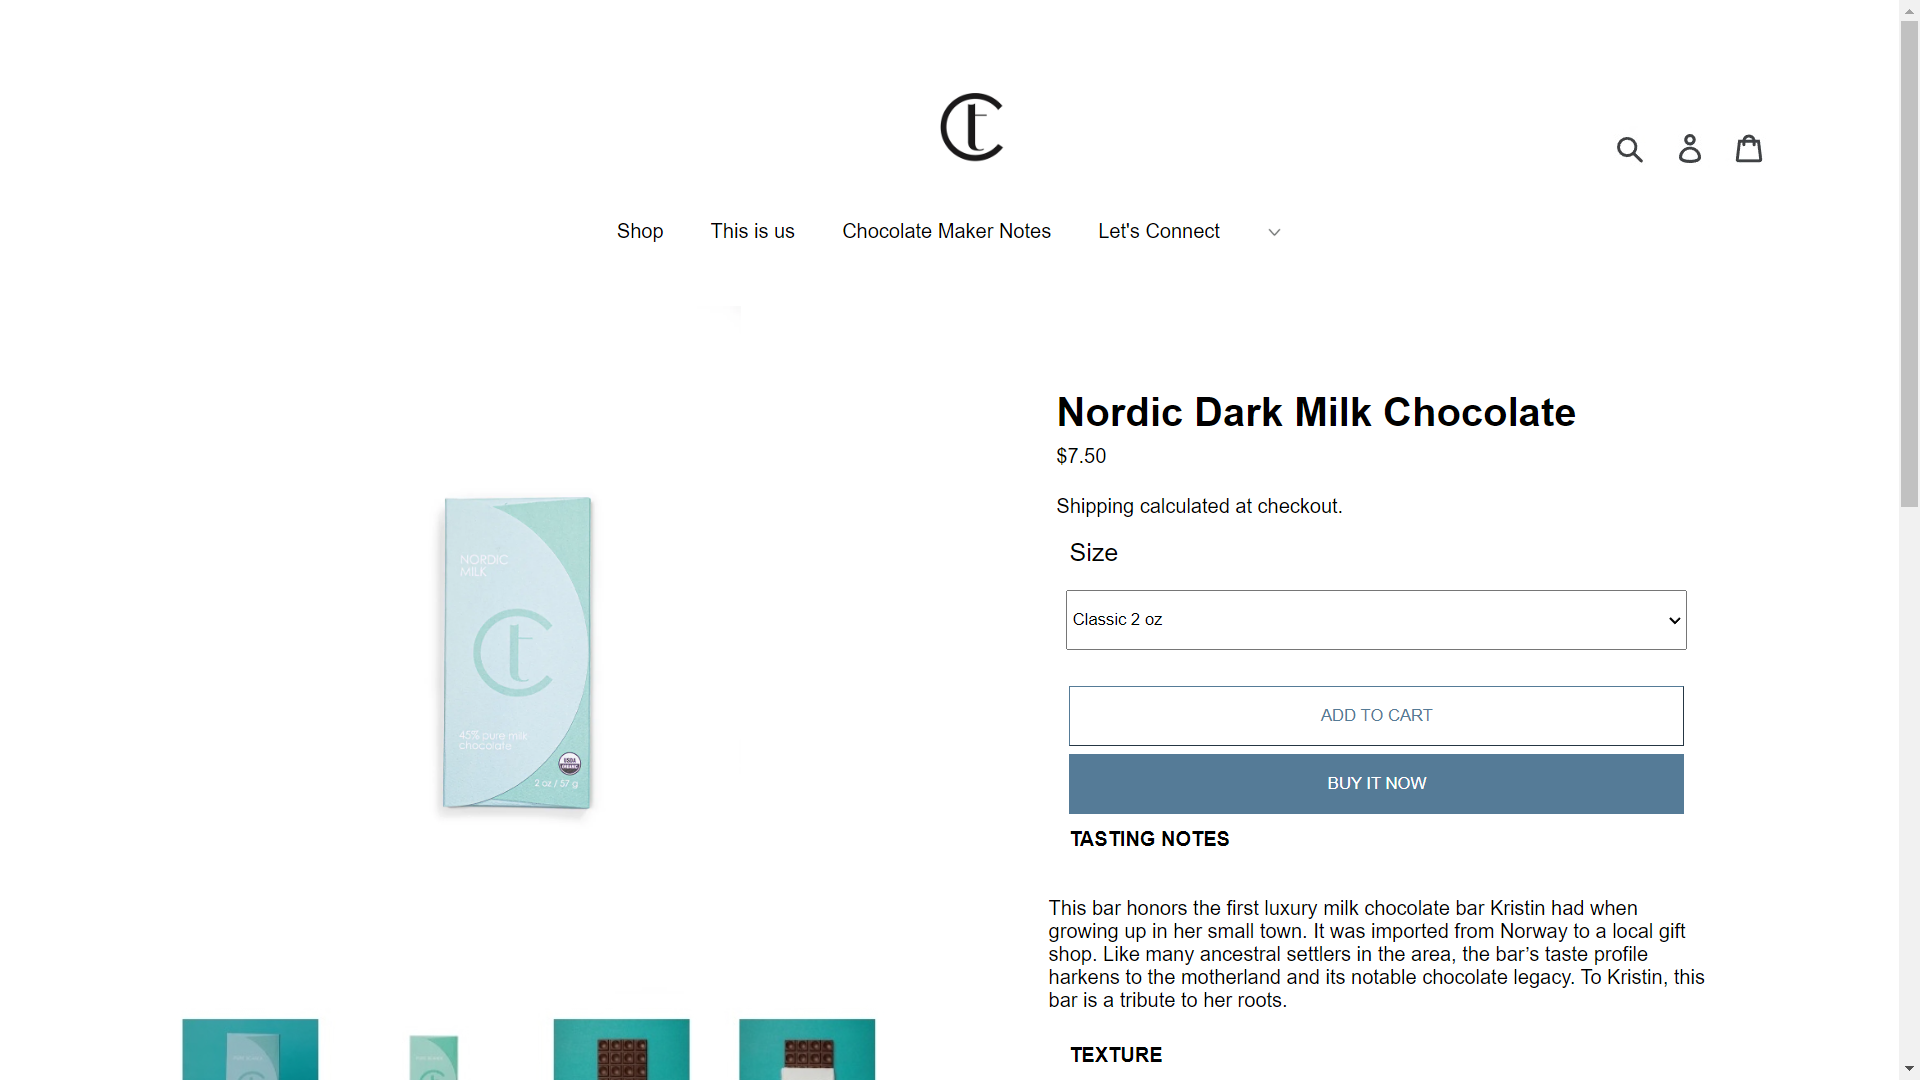 Shop
This is us
Chocolate Maker Notes
Let's Connect
Nordic Dark Milk Chocolate
$7.50
Shipping calculated at checkout.
Size
Classic 2 oz
ADD TO CART
BUY IT NOW
TASTING NOTES
This bar honors the first luxury milk chocolate bar Kristin had when
growing up in her small town. It was imported from Norway to a local gift
shop. Like many ancestral settlers in the area, the bar’s taste profile
harkens to the motherland and its notable chocolate legacy. To Kristin, this
bar is a tribute to her roots.
TEXTURE
NORDIC
MILK
45% pure milk
chocolate
USDA
ORGANIC
2 oz / 57 g